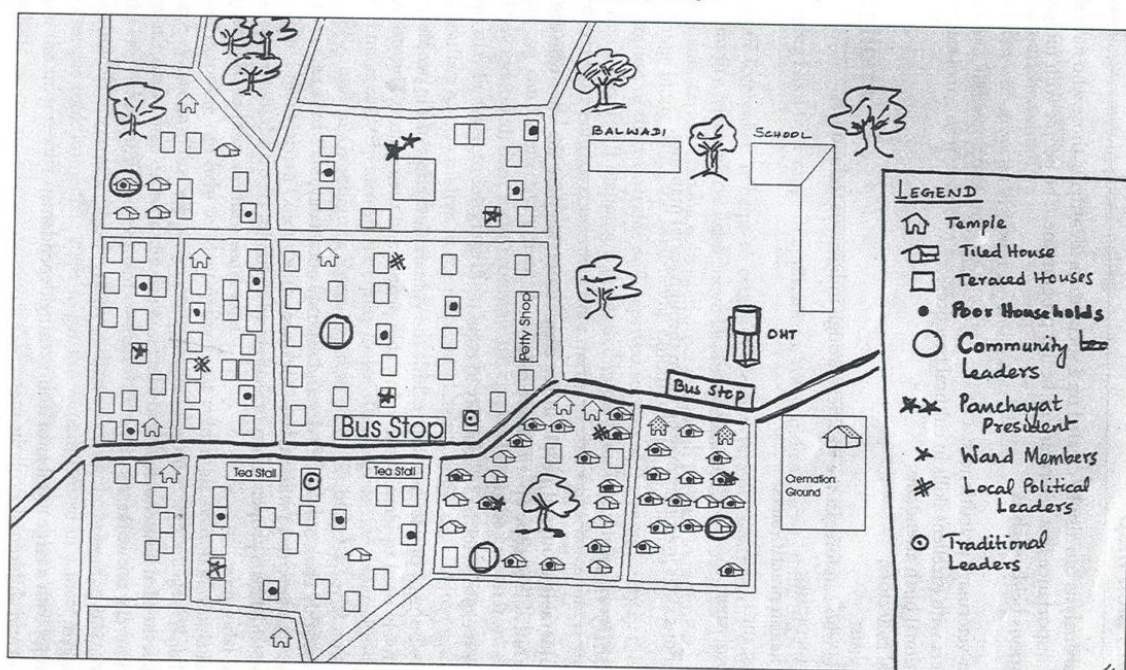 BALWADI
SCHOOL
Petty Shop
OHT
Bus Stop
Bus Stop
Tea Stall
Tea Stall
Cremation
Ground
LEGEND
Temple
Tiled House
Teraced Houses
Poor Households
Community
Leaders
Panchayat
President
Ward Members
Local Political
Leaders
Traditional
Leaders